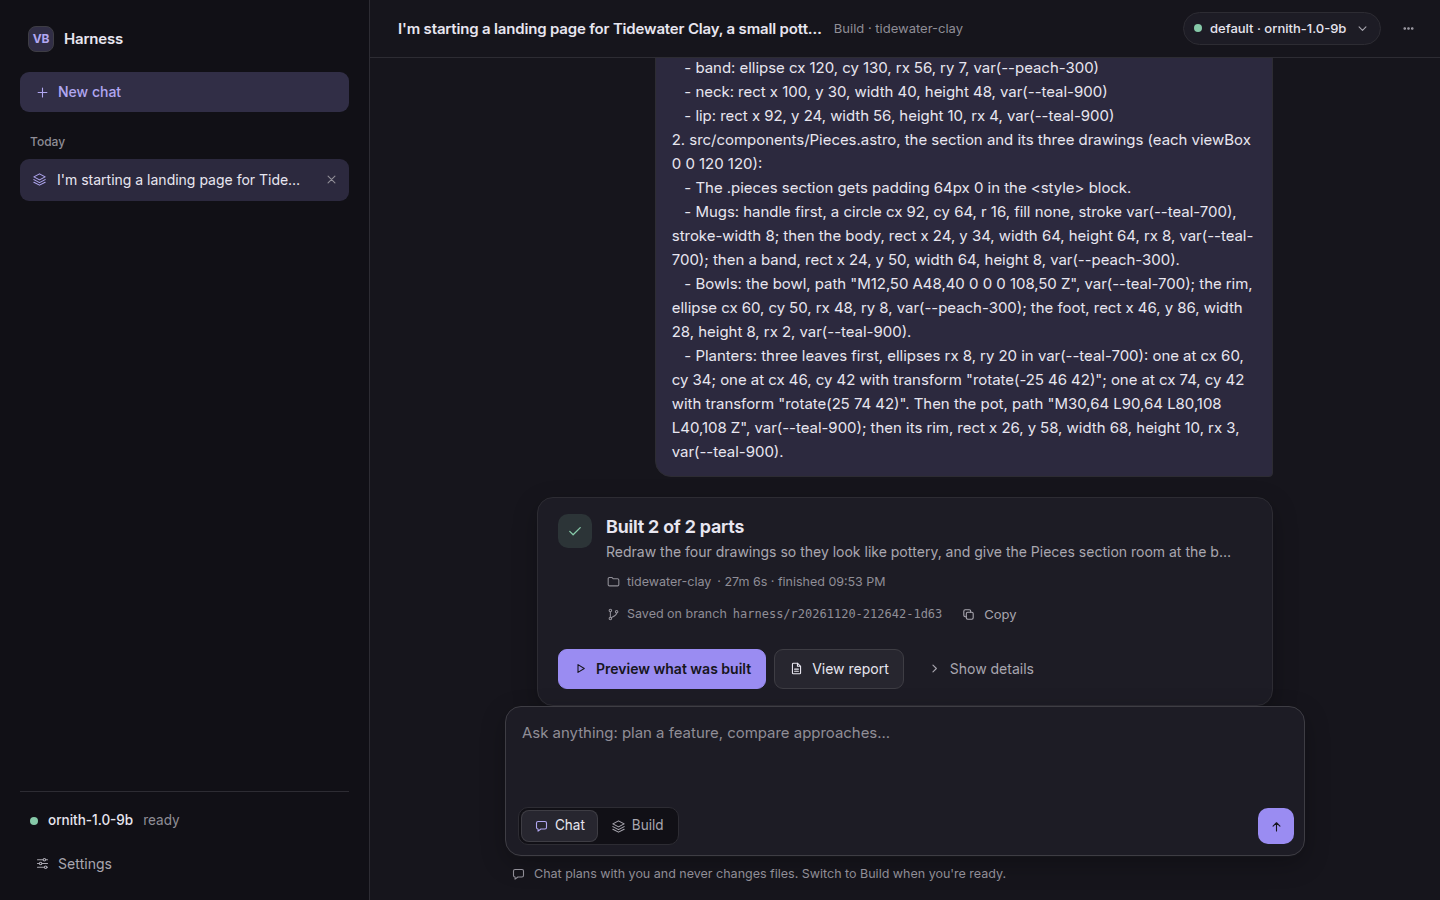 VB Harness
New chat
Today
I'm starting a landing page for Tide...
ornith-1.0-9b ready
Settings
I'm starting a landing page for Tidewater Clay, a small pott... Build · tidewater-clay
default · ornith-1.0-9b
- band: ellipse cx 120, cy 130, rx 56, ry 7, var(--peach-300)
- neck: rect x 100, y 30, width 40, height 48, var(--teal-900)
- lip: rect x 92, y 24, width 56, height 10, rx 4, var(--teal-900)
2. src/components/Pieces.astro, the section and its three drawings (each viewBox
0 0 120 120):
- The .pieces section gets padding 64px 0 in the <style> block.
- Mugs: handle first, a circle cx 92, cy 64, r 16, fill none, stroke var(--teal-700),
stroke-width 8; then the body, rect x 24, y 34, width 64, height 64, rx 8, var(--teal-
700); then a band, rect x 24, y 50, width 64, height 8, var(--peach-300).
- Bowls: the bowl, path "M12,50 A48,40 0 0 0 108,50 Z", var(--teal-700); the rim,
ellipse cx 60, cy 50, rx 48, ry 8, var(--peach-300); the foot, rect x 46, y 86, width
28, height 8, rx 2, var(--teal-900).
- Planters: three leaves first, ellipses rx 8, ry 20 in var(--teal-700): one at cx 60,
cy 34; one at cx 46, cy 42 with transform "rotate(-25 46 42)"; one at cx 74, cy 42
with transform "rotate(25 74 42)". Then the pot, path "M30,64 L90,64 L80,108
L40,108 Z", var(--teal-900); then its rim, rect x 26, y 58, width 68, height 10, rx 3,
var(--teal-900).
Built 2 of 2 parts
Redraw the four drawings so they look like pottery, and give the Pieces section room at the b...
tidewater-clay · 27m 6s · finished 09:53 PM
Saved on branch harness/r20261120-212642-1d63 Copy
Preview what was built View report Show details
Ask anything: plan a feature, compare approaches...
Chat Build
Chat plans with you and never changes files. Switch to Build when you're ready.